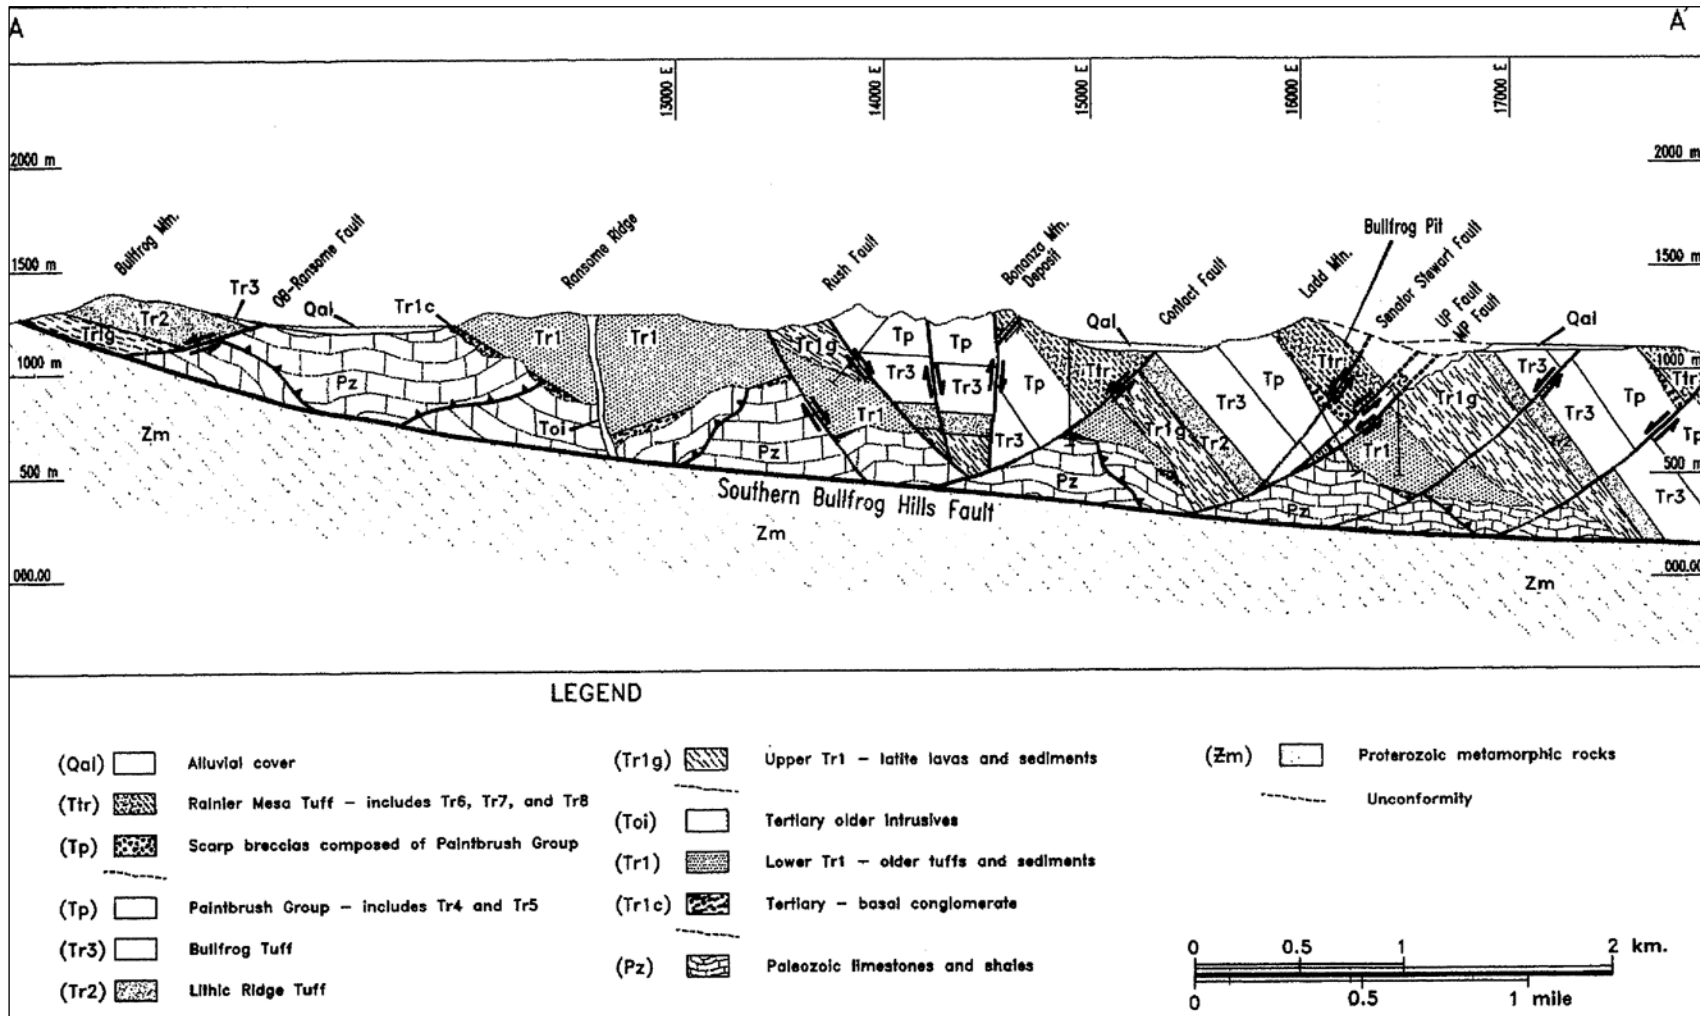 A A'
13000 E
14000 E
15000 E
16000 E
17000 E
2000 m 2000 m
Bullfrog Mtn.
OB-Ransome Fault
Ransome Ridge
Rush Fault
Bonanza Mtn.
Deposit
Contact Fault
Ladd Mtn.
Bullfrog Pit
Senator Stewart Fault
UP Fault
MP Fault
1500 m 1500 m
Tr3
Qal
Tr1c
Qal
Qal
Tr2
Tr1g
Tr1 Tr1
Tr1g
Tp
Tp
Tr3
Tr3
Tp
Ttr
Ttr
Tp
Tr3
Tr1g
Tr3
Tp
Ttr
1000 m 1000 m
Pz
Toi
Pz
Tr1
Tr3
Tr1g
Tr2
Tr1
Tp
Zm
500 m 500 m
Pz
Pz
Tr3
Southern Bullfrog Hills Fault
Zm
Zm
000.00 000.00
LEGEND
(Qal) Alluvial cover
(Ttr) Rainier Mesa Tuff – includes Tr6, Tr7, and Tr8
(Tp) Scarp breccias composed of Paintbrush Group
(Tp) Paintbrush Group – includes Tr4 and Tr5
(Tr3) Bullfrog Tuff
(Tr2) Lithic Ridge Tuff
(Tr1g) Upper Tr1 – latite lavas and sediments
(Toi) Tertiary older intrusives
(Tr1) Lower Tr1 – older tuffs and sediments
(Tr1c) Tertiary – basal conglomerate
(Pz) Paleozoic limestones and shales
(Zm) Proterozoic metamorphic rocks
Unconformity
0 0.5 1 2 km.
0 0.5 1 mile